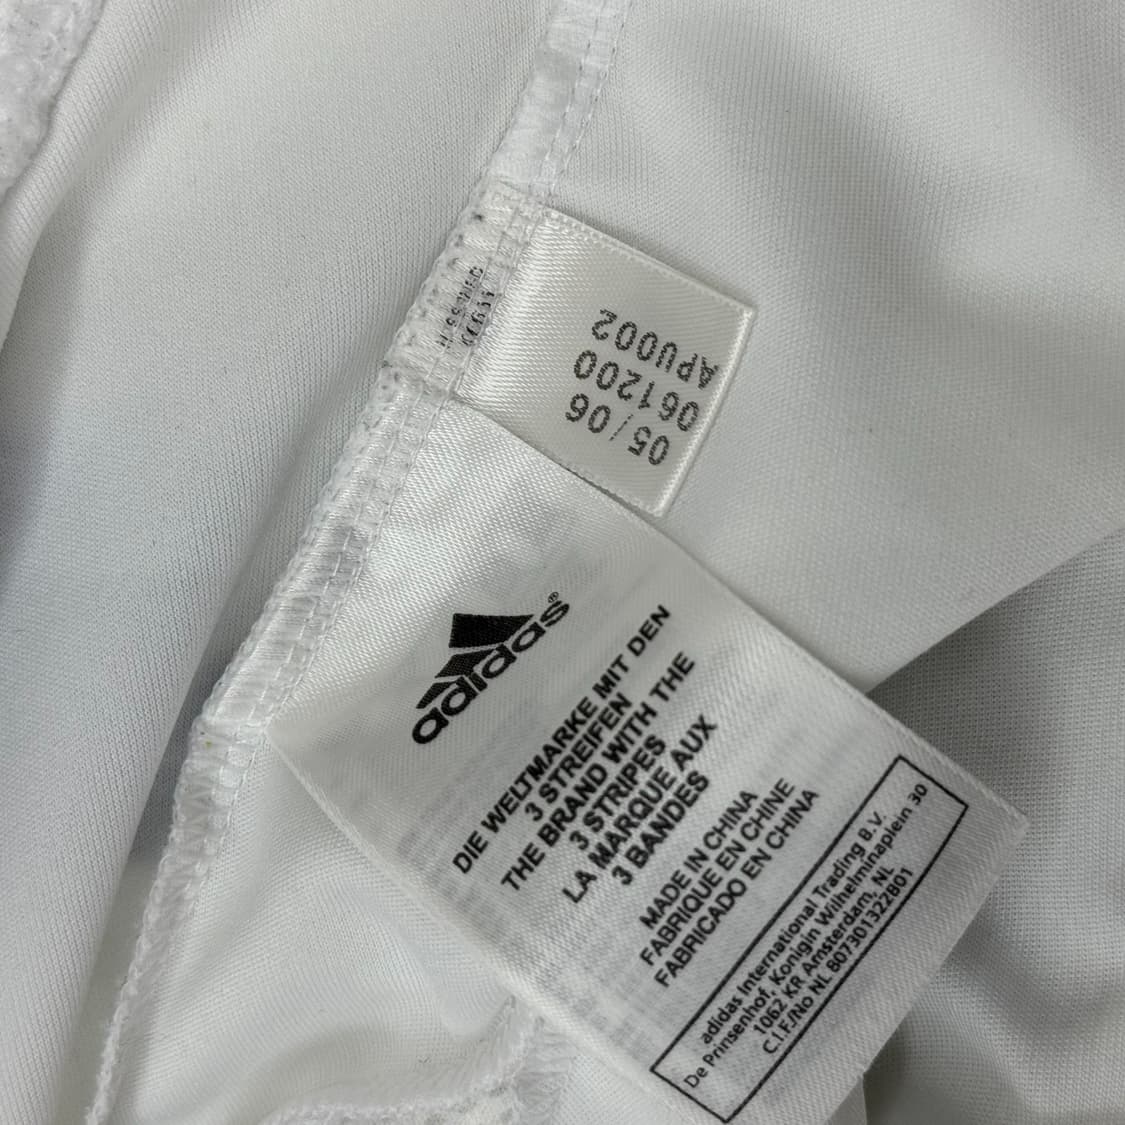 05/06
061200
APU002
adidas®
DIE WELTMARKE MIT DEN
3 STREIFEN
THE BRAND WITH THE
3 STRIPES
LA MARQUE AUX
3 BANDES
MADE IN CHINA
FABRIQUE EN CHINE
FABRICADO EN CHINA
adidas International Trading B.V.
De Prinsenhof, Konigin Wilhelminaplein 30
1062 KR Amsterdam, NL
C.I.F./No NL 807301322B01